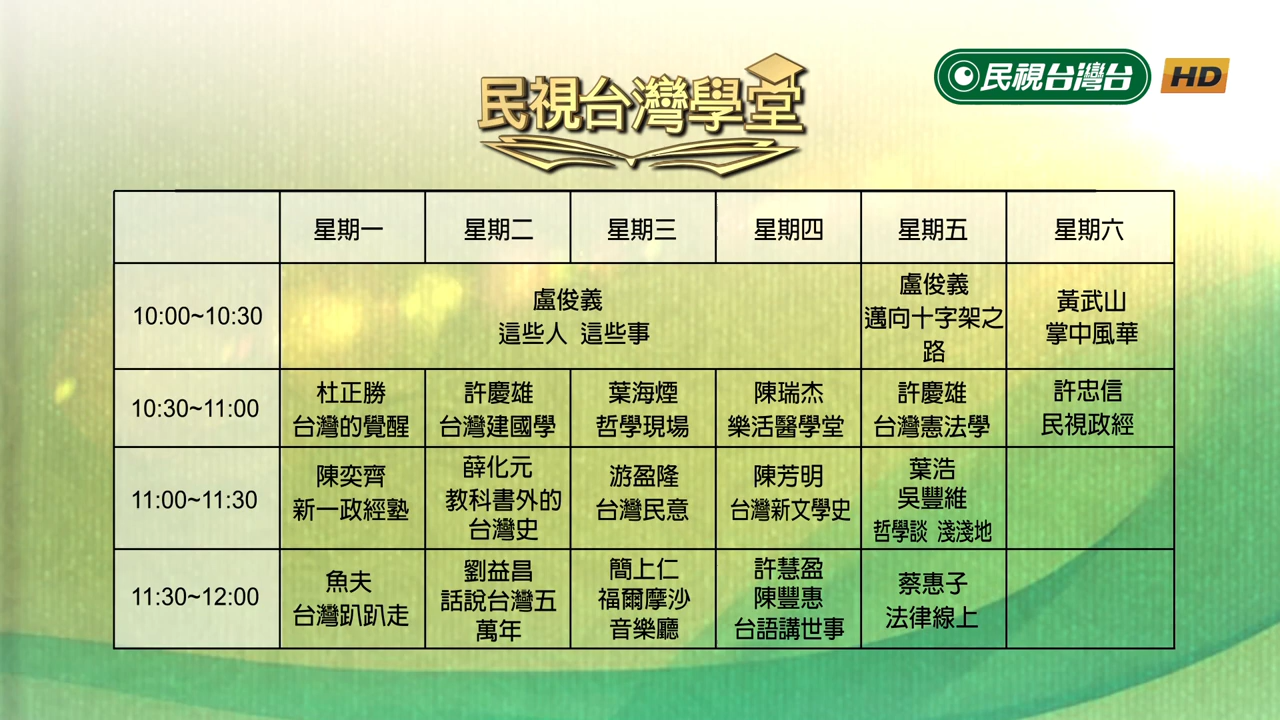 民視台灣學堂
民視台灣台 HD
星期一 星期二 星期三 星期四 星期五 星期六
10:00~10:30
盧俊義
這些人 這些事
盧俊義
邁向十字架之
路
黃武山
掌中風華
10:30~11:00
杜正勝
台灣的覺醒
許慶雄
台灣建國學
葉海煙
哲學現場
陳瑞杰
樂活醫學堂
許慶雄
台灣憲法學
許忠信
民視政經
11:00~11:30
陳奕齊
新一政經塾
薛化元
教科書外的
台灣史
游盈隆
台灣民意
陳芳明
台灣新文學史
葉浩
吳豐維
哲學談 淺淺地
11:30~12:00
魚夫
台灣趴趴走
劉益昌
話說台灣五
萬年
簡上仁
福爾摩沙
音樂廳
許慧盈
陳豐惠
台語講世事
蔡惠子
法律線上